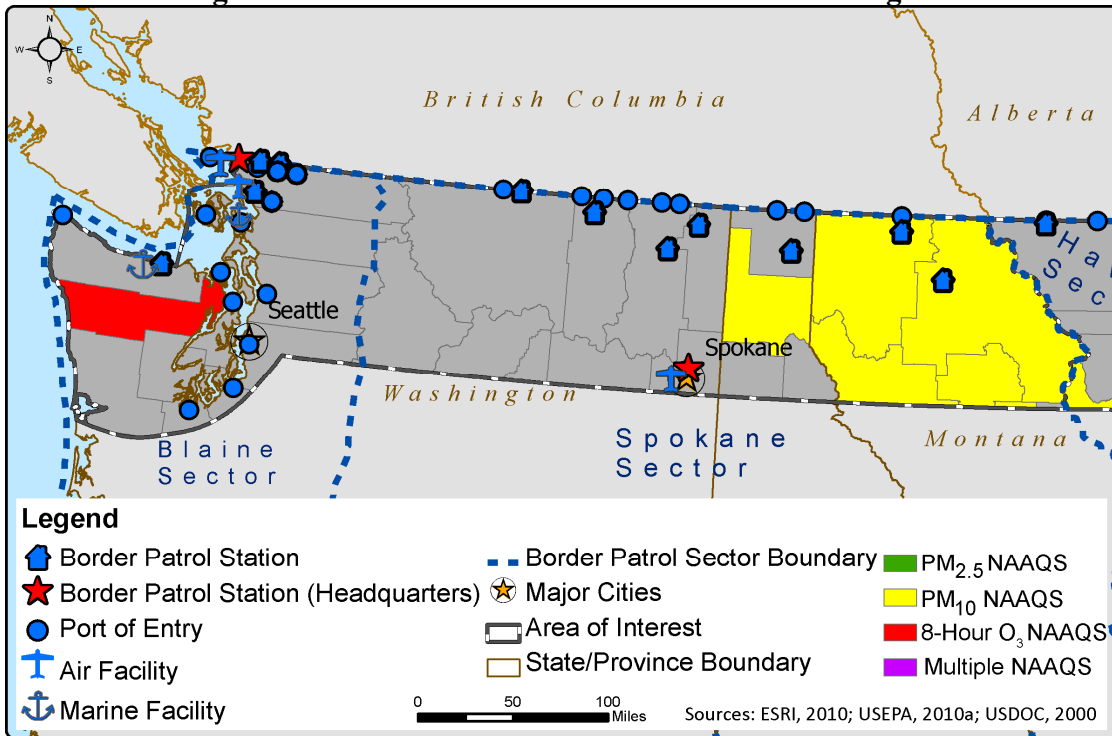 N
W
E
S
British Columbia
Alberta
Ha
Sec
Seattle
Spokane
Washington
Montana
Blaine
Sector
Spokane
Sector
Legend
Border Patrol Station
Border Patrol Station (Headquarters)
Port of Entry
Air Facility
Marine Facility
Border Patrol Sector Boundary
Major Cities
Area of Interest
State/Province Boundary
PM2.5 NAAQS
PM10 NAAQS
8-Hour O3 NAAQS
Multiple NAAQS
0 50 100
Miles
Sources: ESRI, 2010; USEPA, 2010a; USDOC, 2000